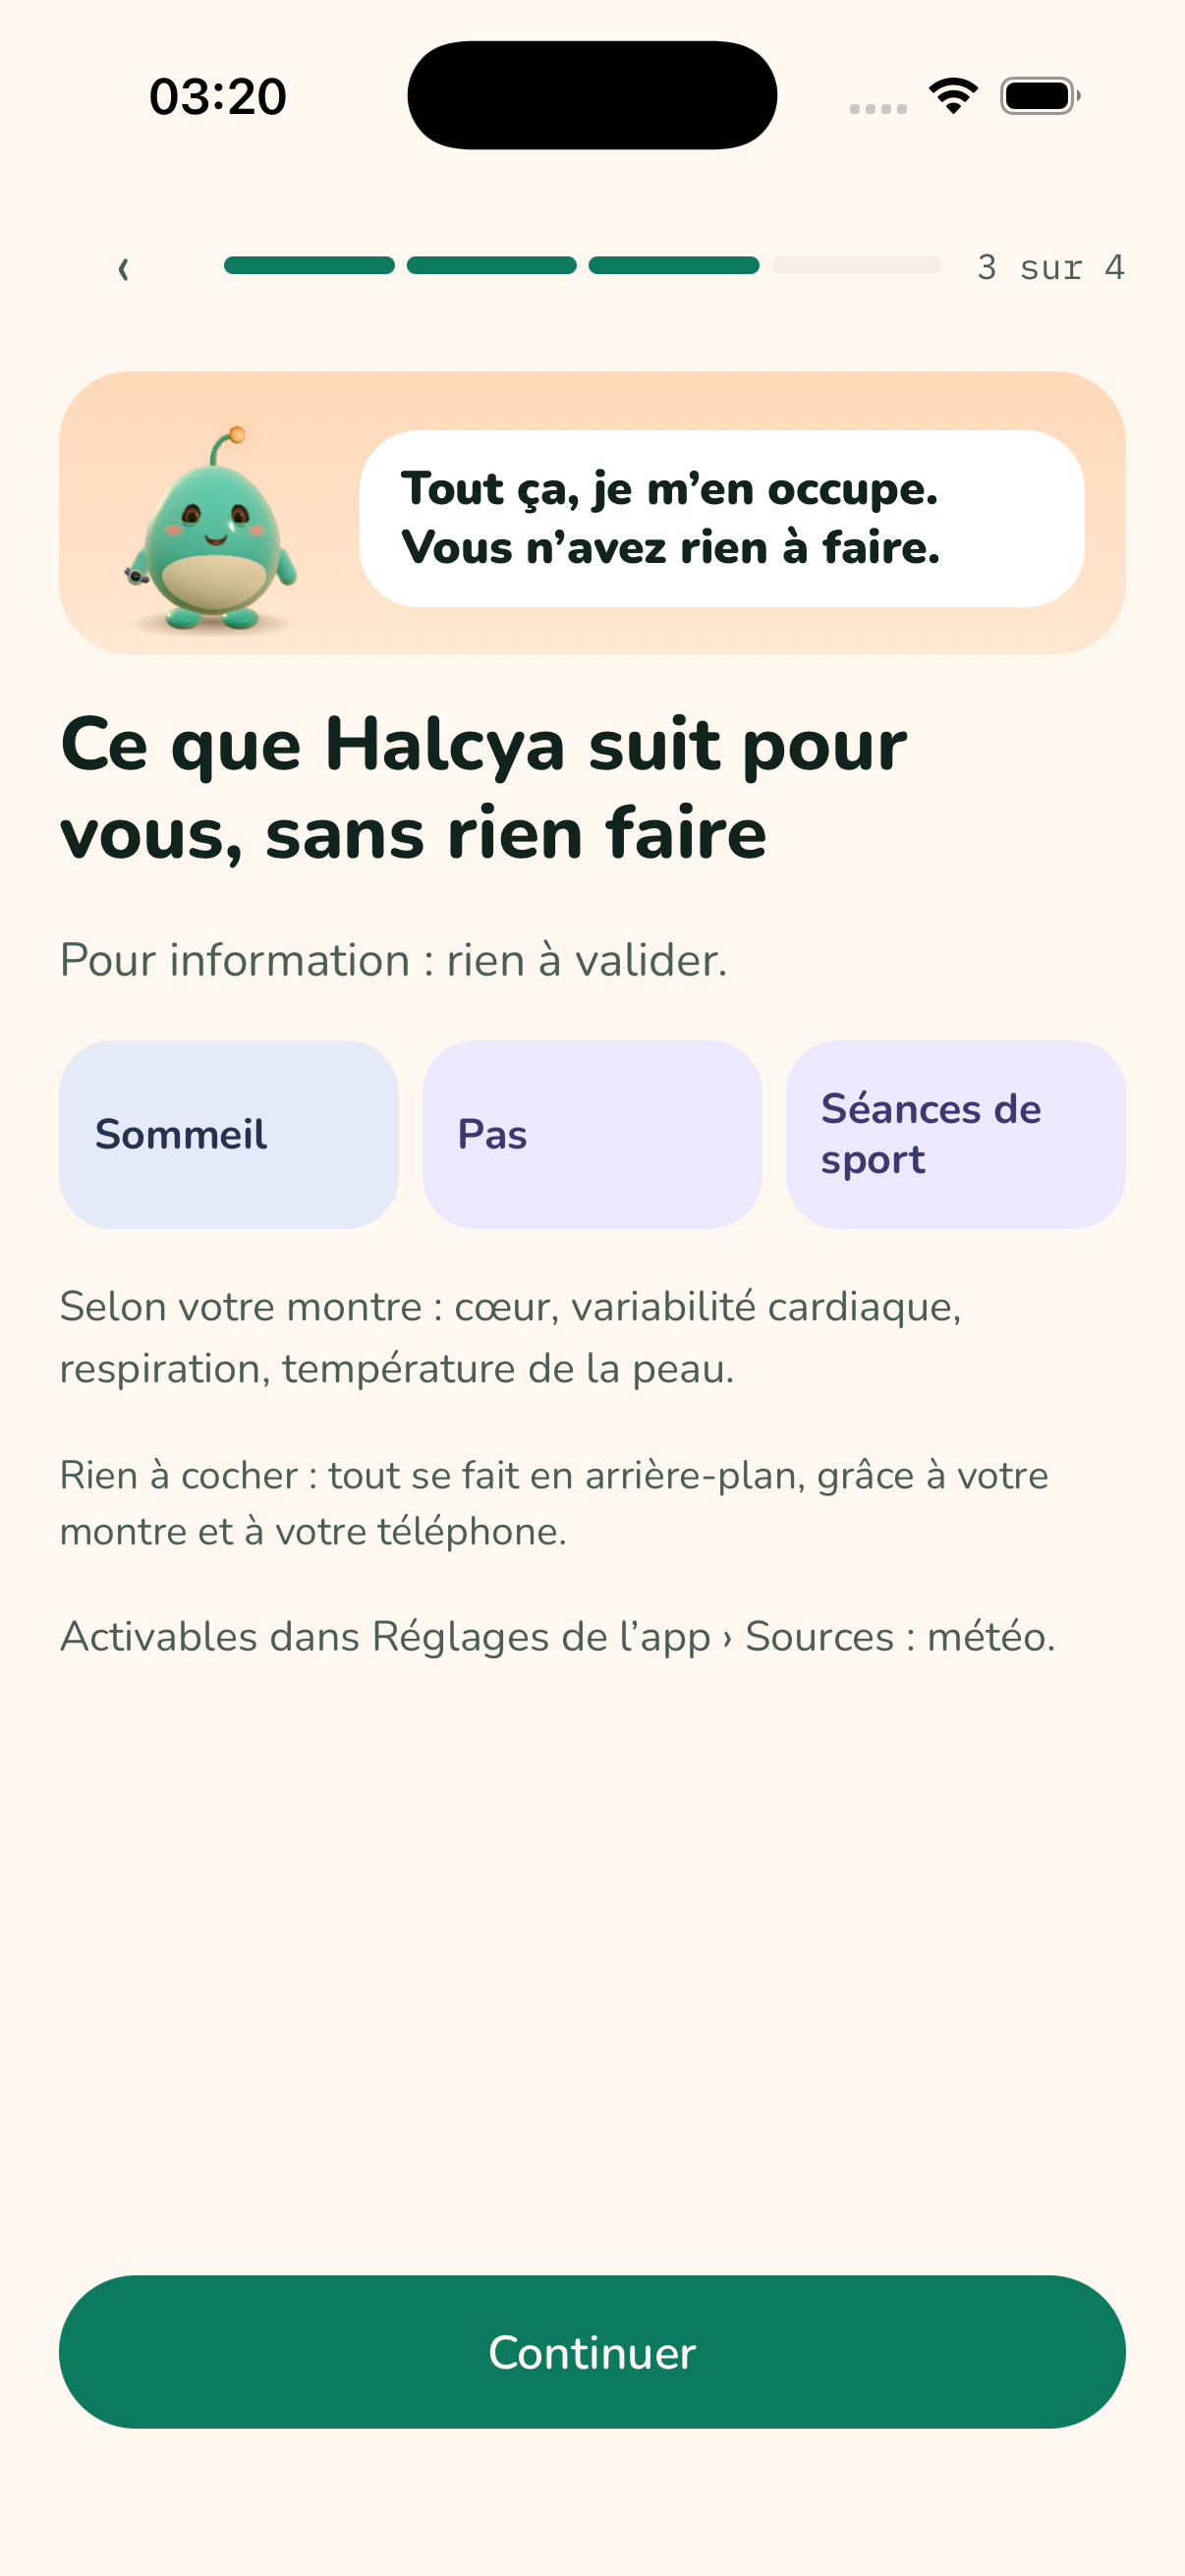 03:20
‹
3 sur 4
Tout ça, je m’en occupe.
Vous n’avez rien à faire.
Ce que Halcya suit pour
vous, sans rien faire
Pour information : rien à valider.
Sommeil
Pas
Séances de
sport
Selon votre montre : cœur, variabilité cardiaque,
respiration, température de la peau.
Rien à cocher : tout se fait en arrière-plan, grâce à votre
montre et à votre téléphone.
Activables dans Réglages de l’app › Sources : météo.
Continuer